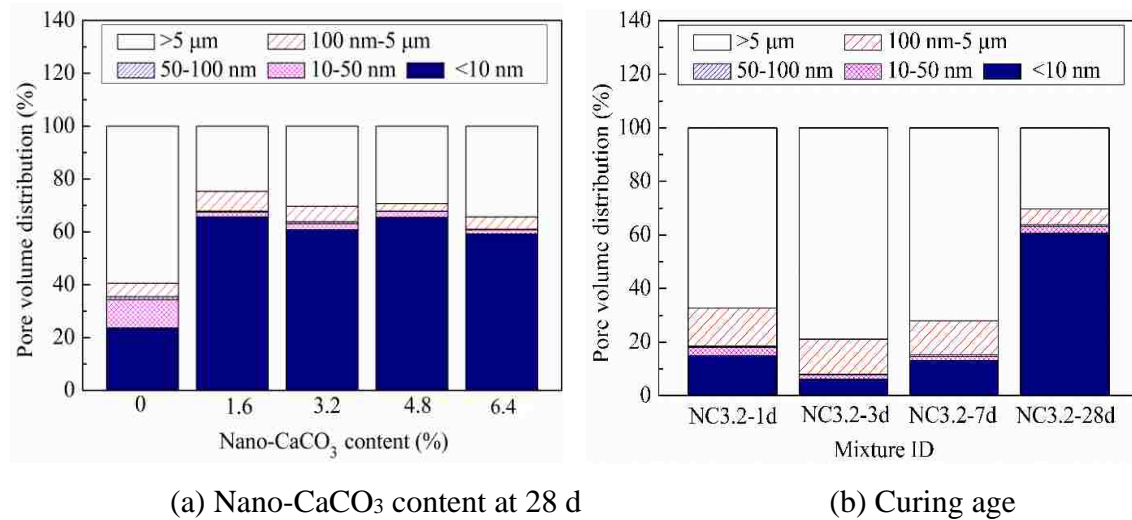 140
120
100
80
60
40
20
0
Pore volume distribution (%)
>5 μm
100 nm-5 μm
50-100 nm
10-50 nm
<10 nm
0
1.6
3.2
4.8
6.4
Nano-CaCO₃ content (%)
140
120
100
80
60
40
20
0
Pore volume distribution (%)
>5 μm
100 nm-5 μm
50-100 nm
10-50 nm
<10 nm
NC3.2-1d
NC3.2-3d
NC3.2-7d
NC3.2-28d
Mixture ID
(a) Nano-CaCO₃ content at 28 d
(b) Curing age